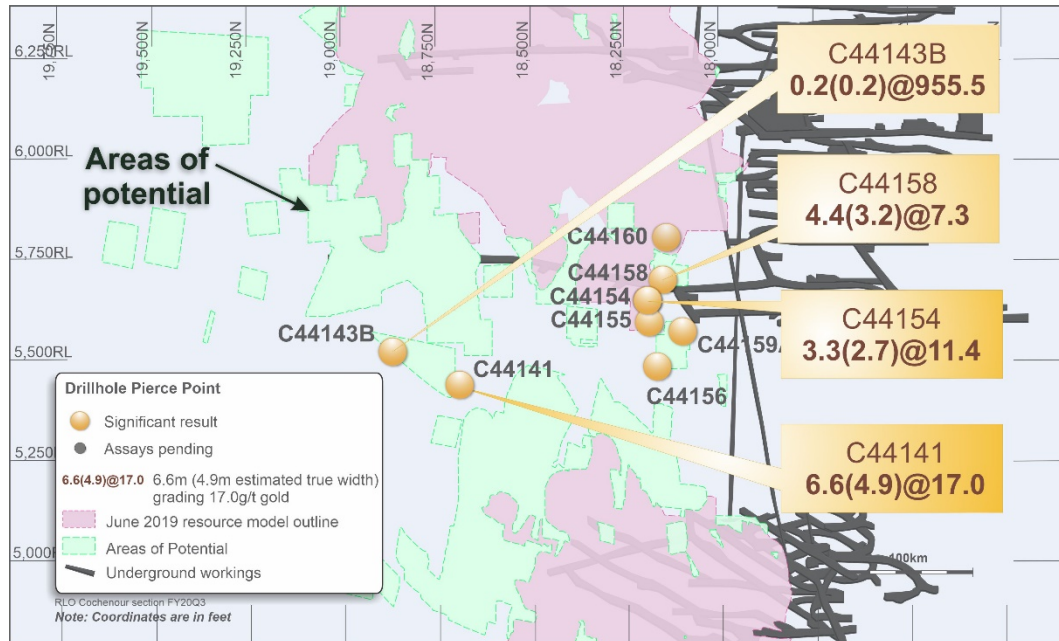 19,750N
19,500N
19,250N
19,000N
18,750N
18,500N
18,250N
18,000N
6,250RL
6,000RL
5,750RL
5,500RL
5,250RL
5,000R
Areas of
potential
C44143B
0.2(0.2)@955.5
C44158
4.4(3.2)@7.3
C44154
3.3(2.7)@11.4
C44141
6.6(4.9)@17.0
C44160
C44158
C44154
C44155
C44159A
C44156
C44143B
C44141
Drillhole Pierce Point
Significant result
Assays pending
6.6(4.9)@17.0 6.6m (4.9m estimated true width)
grading 17.0g/t gold
June 2019 resource model outline
Areas of Potential
Underground workings
RLO Cochenour section FY20Q3
Note: Coordinates are in feet
100km